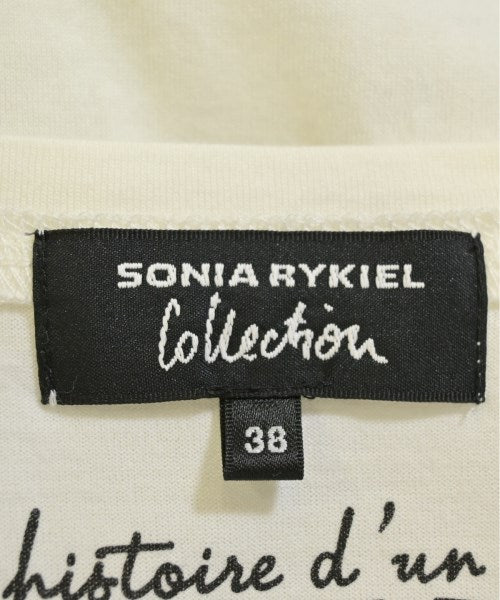 SONIA RYKIEL
Collection
38
histoire d'un